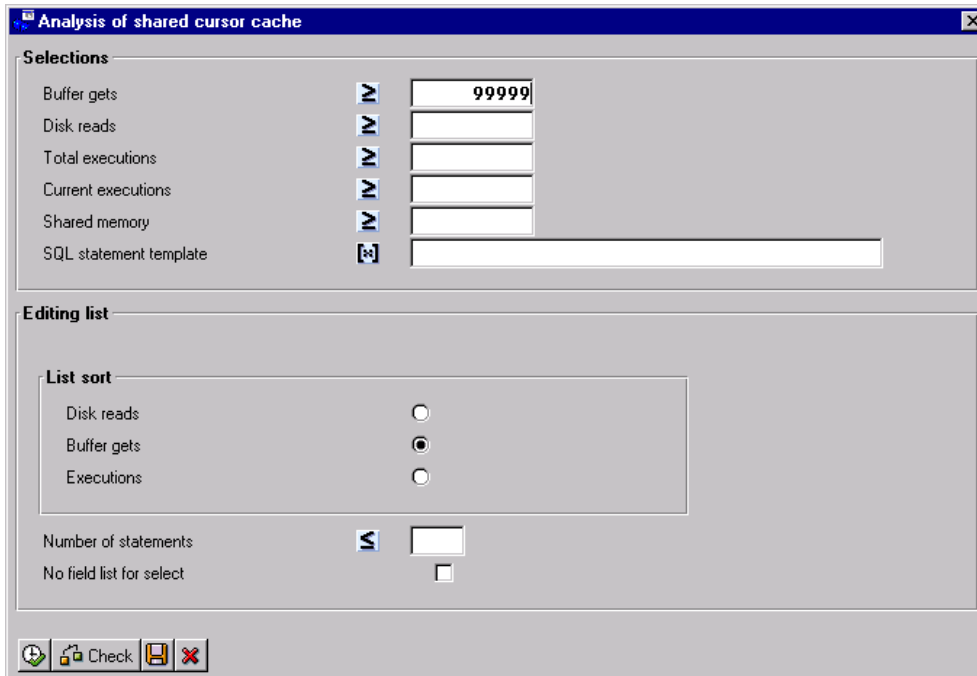 Analysis of shared cursor cache
Selections
Buffer gets ≥ 99999
Disk reads ≥
Total executions ≥
Current executions ≥
Shared memory ≥
SQL statement template [*]
Editing list
List sort
Disk reads
Buffer gets
Executions
Number of statements ≤
No field list for select
Check